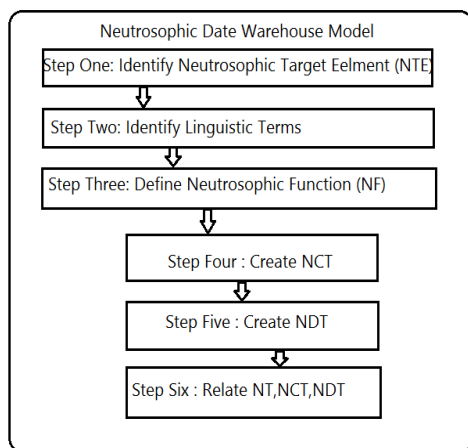 Neutrosophic Date Warehouse Model
Step One: Identify Neutrosophic Target Eelment (NTE)
Step Two: Identify Linguistic Terms
Step Three: Define Neutrosophic Function (NF)
Step Four : Create NCT
Step Five : Create NDT
Step Six : Relate NT,NCT,NDT